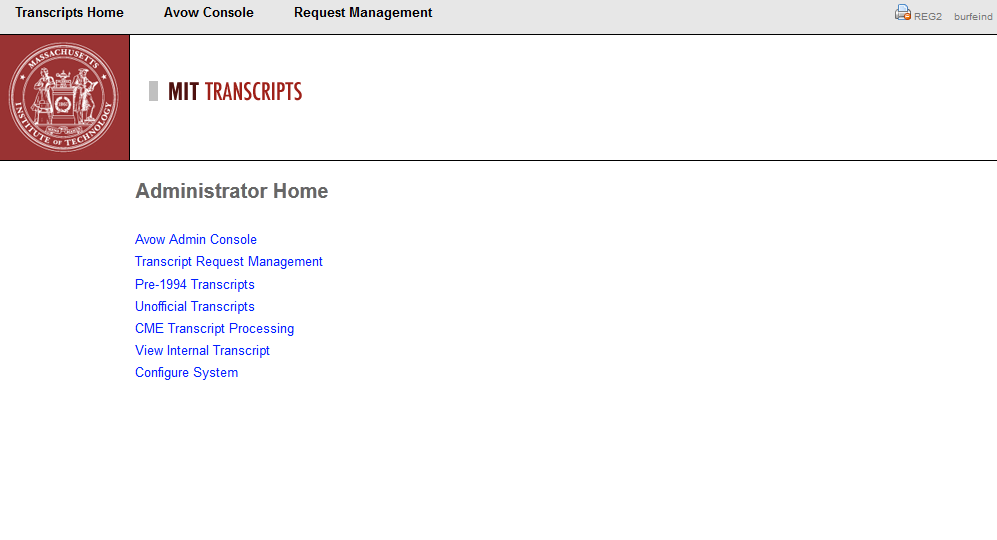 Transcripts Home Avow Console Request Management REG2 burfeind
MASSACHUSETTS INSTITUTE OF TECHNOLOGY
MIT TRANSCRIPTS
Administrator Home
Avow Admin Console
Transcript Request Management
Pre-1994 Transcripts
Unofficial Transcripts
CME Transcript Processing
View Internal Transcript
Configure System